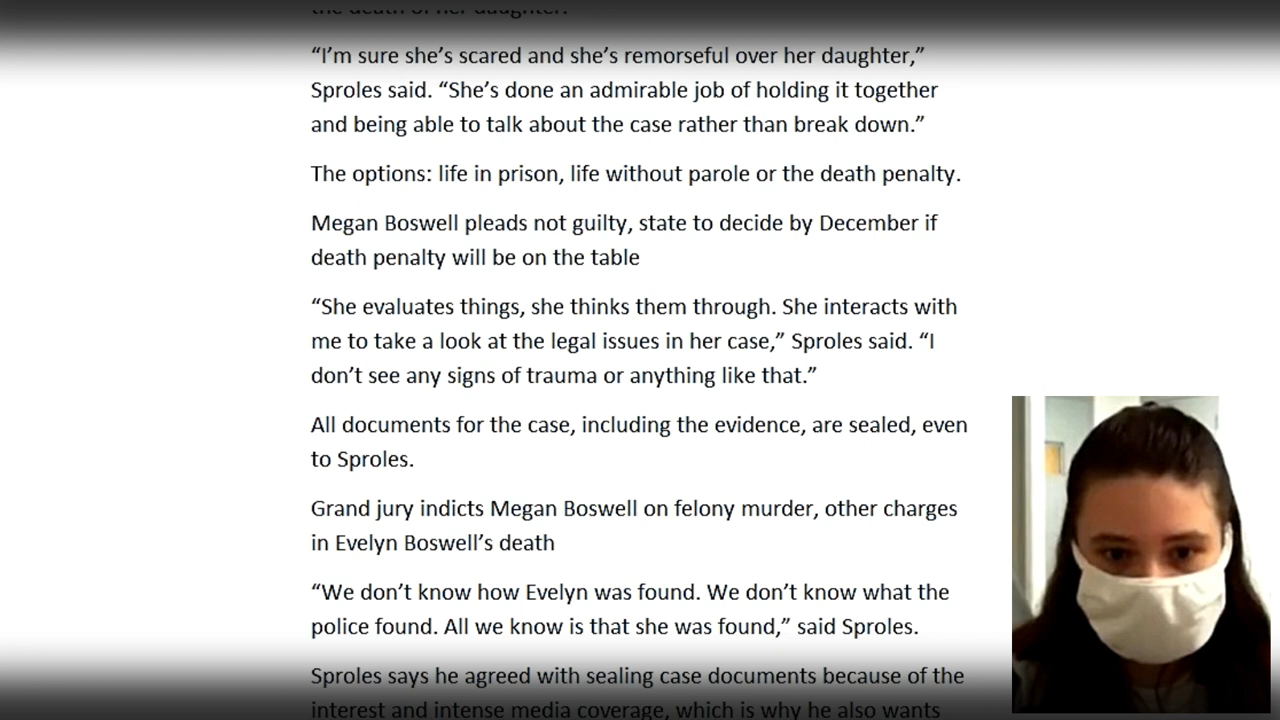 the death of her daughter.
“I’m sure she’s scared and she’s remorseful over her daughter,”
Sproles said. “She’s done an admirable job of holding it together
and being able to talk about the case rather than break down.”
The options: life in prison, life without parole or the death penalty.
Megan Boswell pleads not guilty, state to decide by December if
death penalty will be on the table
“She evaluates things, she thinks them through. She interacts with
me to take a look at the legal issues in her case,” Sproles said. “I
don’t see any signs of trauma or anything like that.”
All documents for the case, including the evidence, are sealed, even
to Sproles.
Grand jury indicts Megan Boswell on felony murder, other charges
in Evelyn Boswell’s death
“We don’t know how Evelyn was found. We don’t know what the
police found. All we know is that she was found,” said Sproles.
Sproles says he agreed with sealing case documents because of the
interest and intense media coverage, which is why he also wants